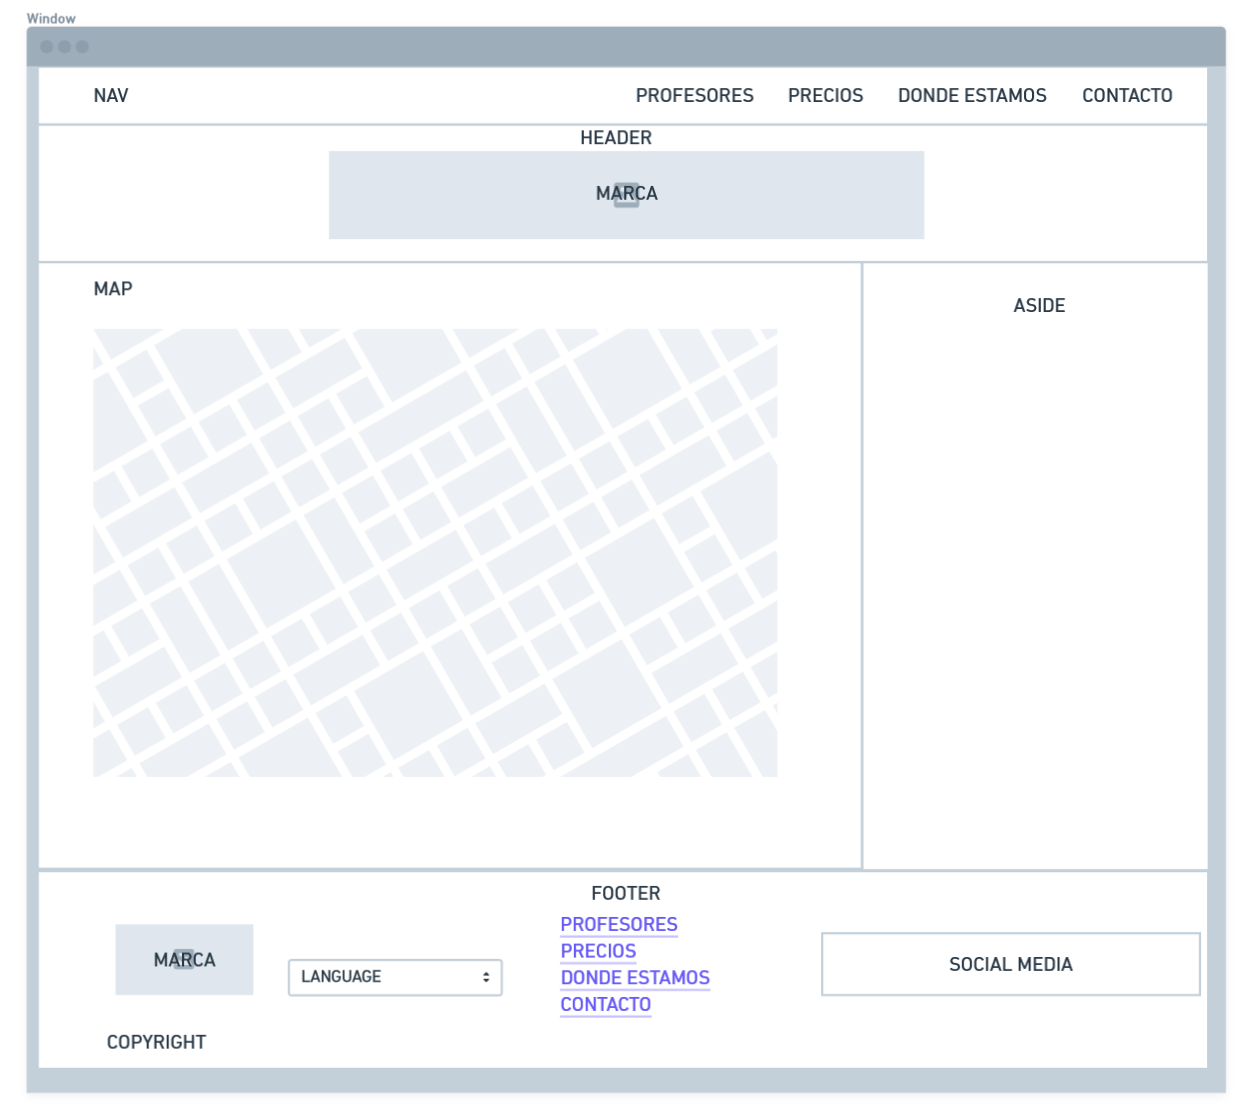 Window
NAV PROFESORES PRECIOS DONDE ESTAMOS CONTACTO
HEADER
MARCA
MAP
ASIDE
FOOTER
MARCA
LANGUAGE
PROFESORES
PRECIOS
DONDE ESTAMOS
CONTACTO
SOCIAL MEDIA
COPYRIGHT